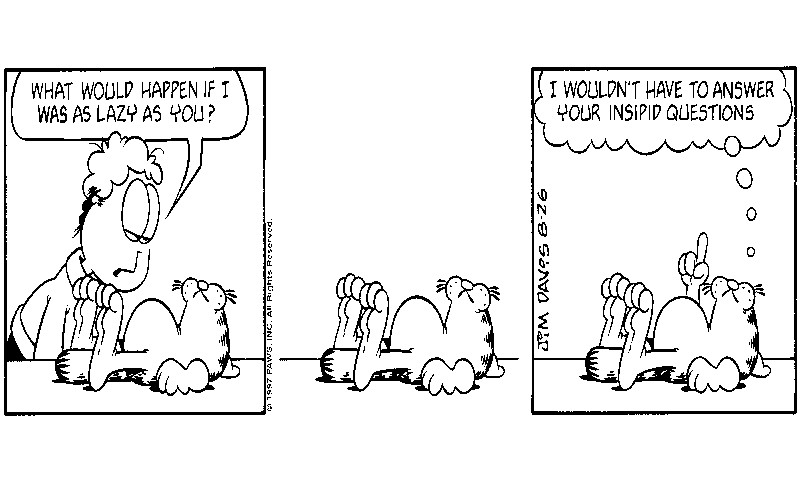 WHAT WOULD HAPPEN IF I
WAS AS LAZY AS YOU?
© 1997 PAWS, INC. All Rights Reserved.
I WOULDN'T HAVE TO ANSWER
YOUR INSIPID QUESTIONS
JIM DAVIS 8-26